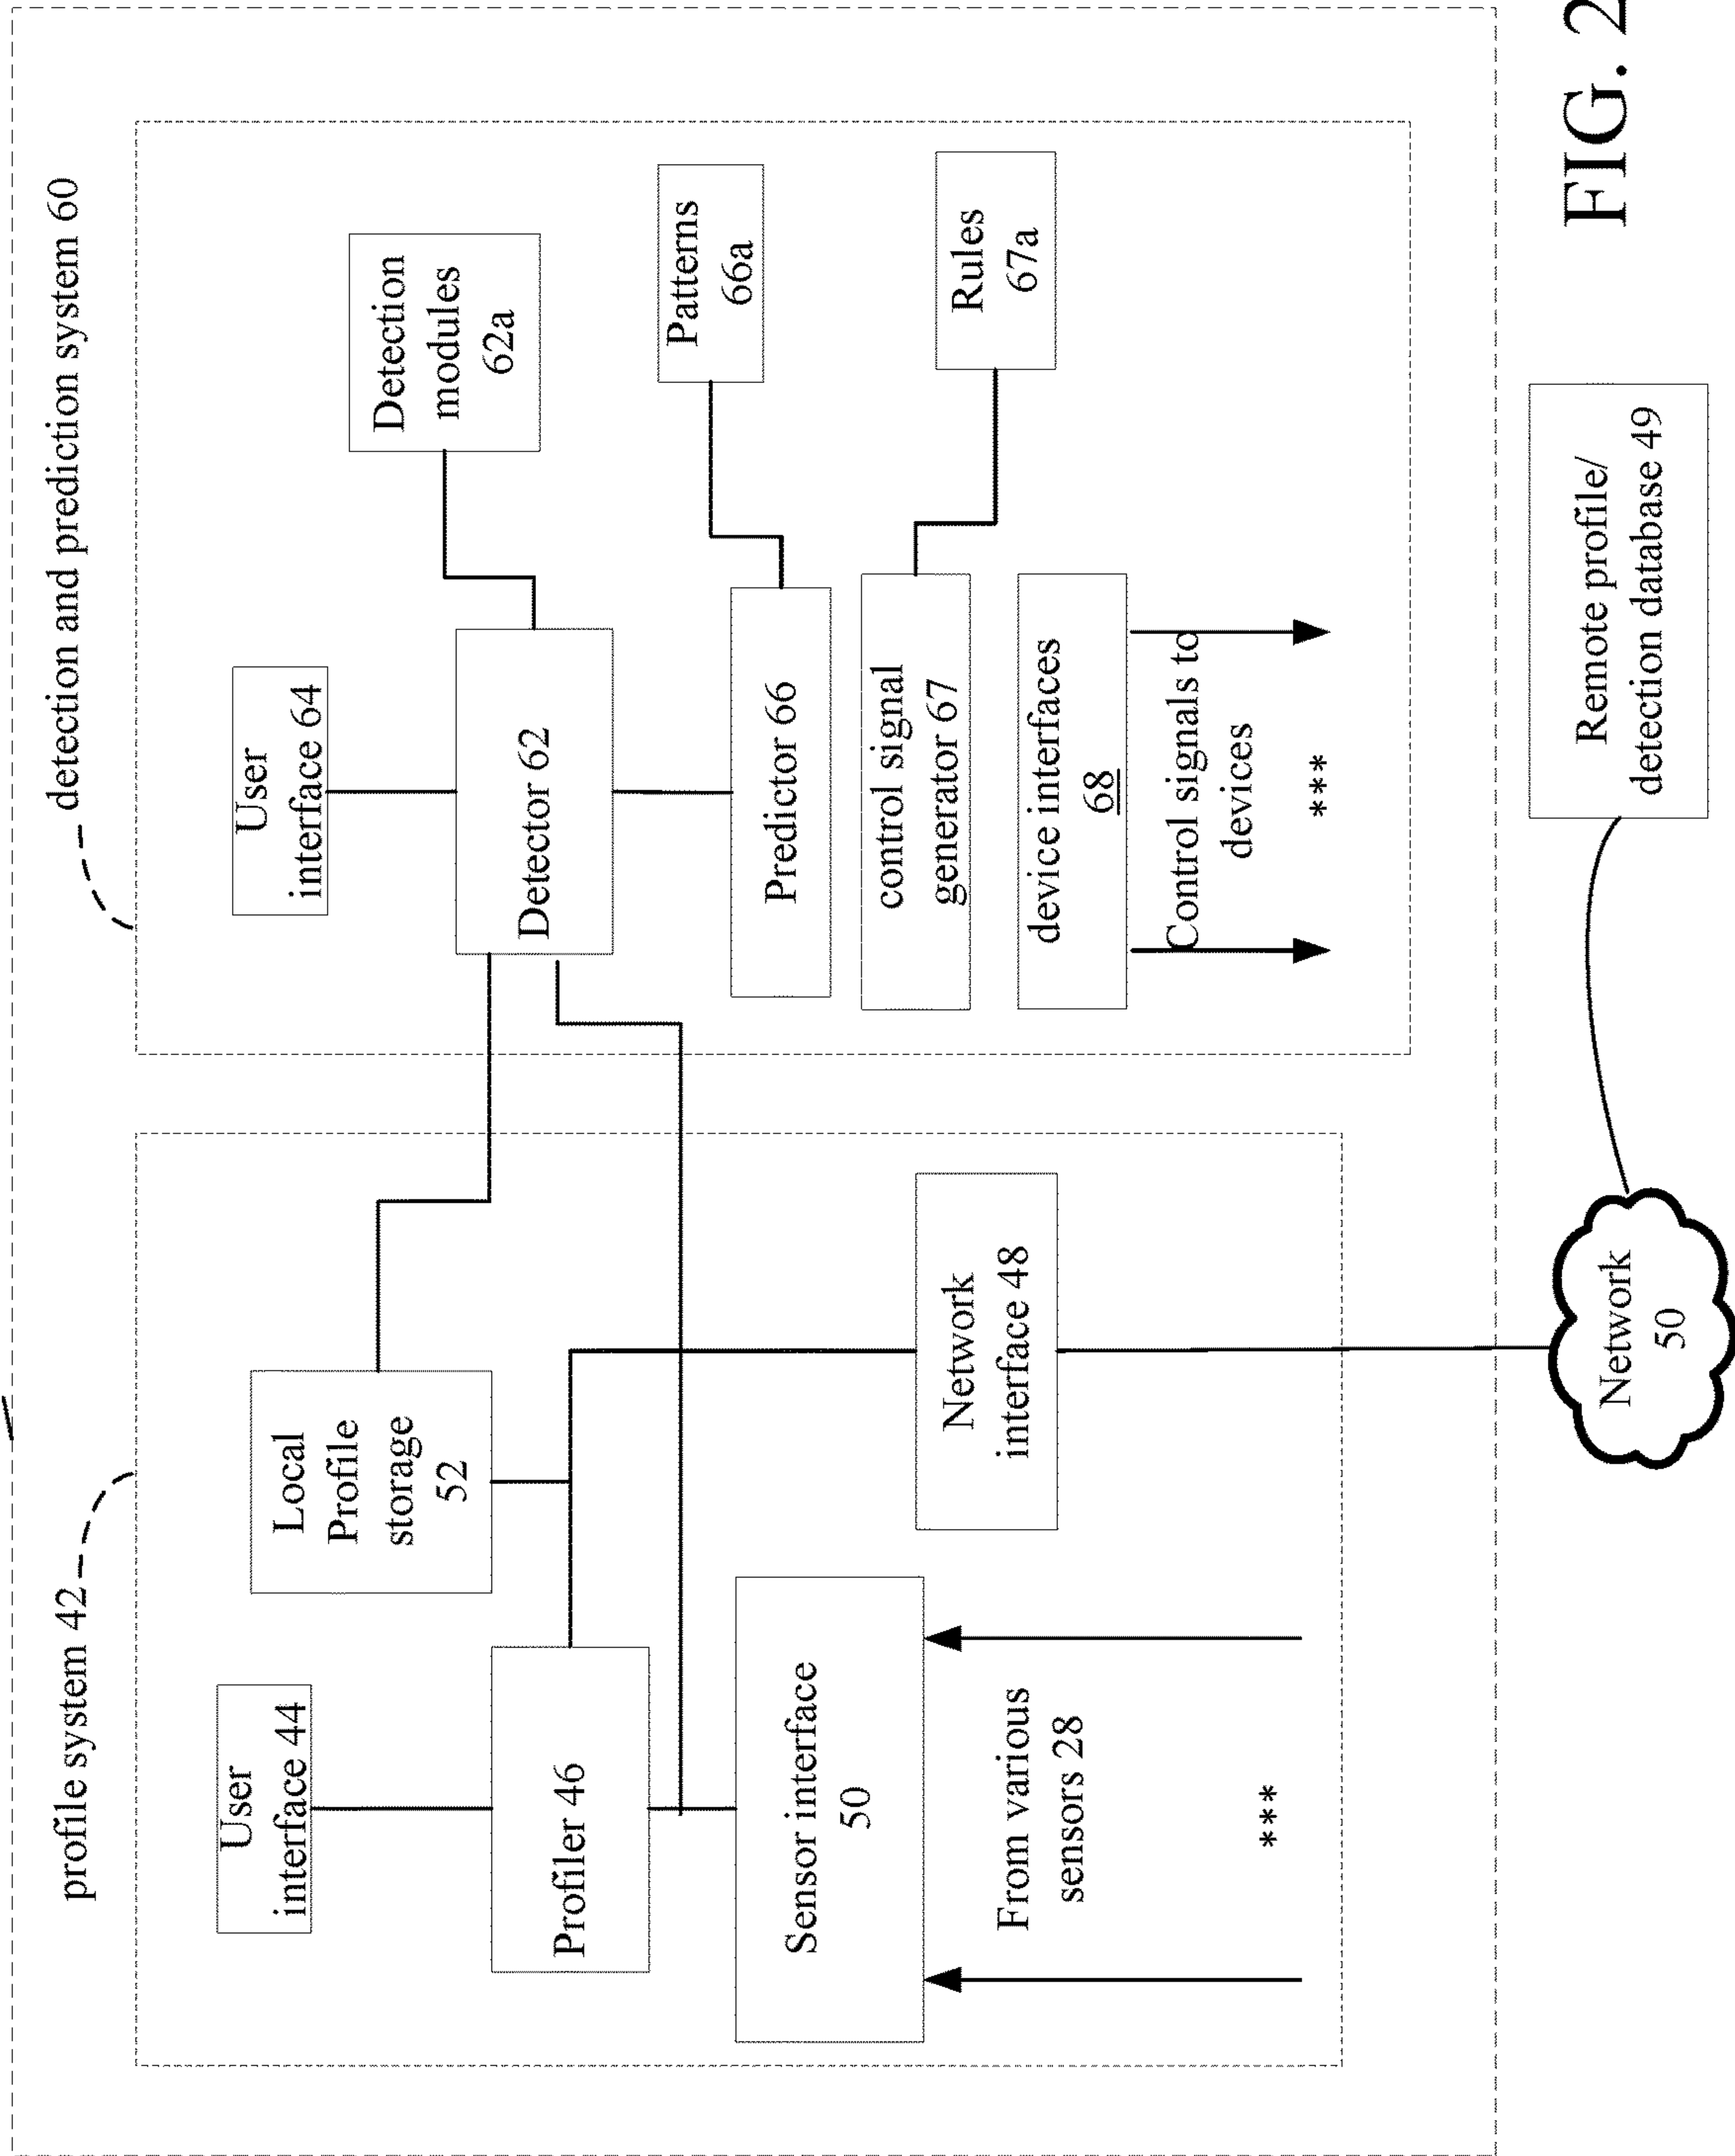 profile system 42
detection and prediction system 60
User
interface 44
Local
Profile
storage
52
Profiler 46
Sensor interface
50
Network
interface 48
From various
sensors 28
***
User
interface 64
Detection
modules
62a
Detector 62
Patterns
66a
Predictor 66
control signal
generator 67
Rules
67a
device interfaces
68
Control signals to
devices
***
Network
50
Remote profile/
detection database 49
FIG. 2